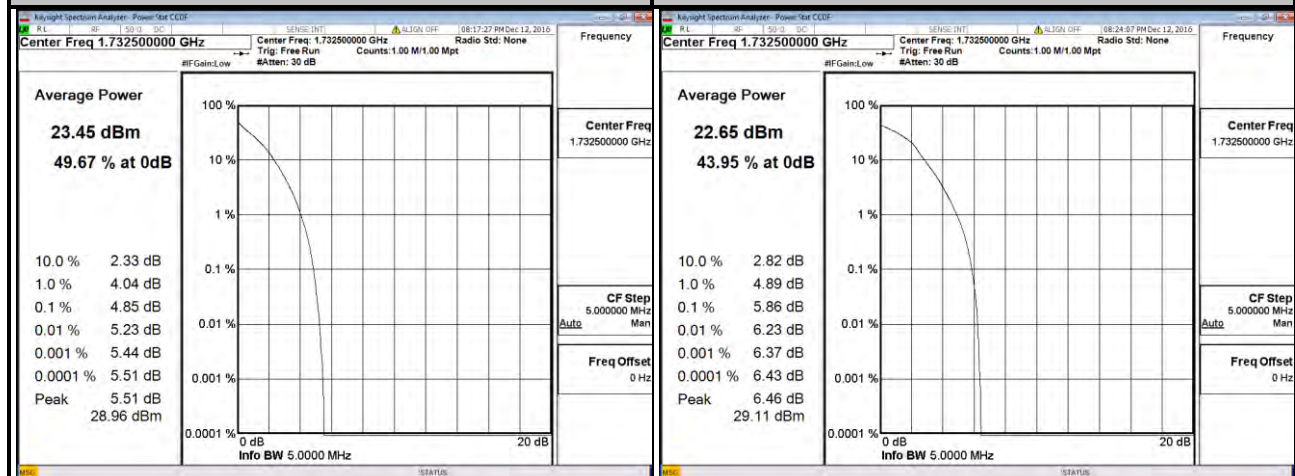 Keysight Spectrum Analyzer - Power Stat CCDF
RL RF 50 Ω DC SENSE:INT ALIGN OFF 08:17:27 PM Dec 12, 2016
Center Freq 1.732500000 GHz
Center Freq: 1.732500000 GHz Radio Std: None
Trig: Free Run Counts:1.00 M/1.00 Mpt
#IFGain:Low #Atten: 30 dB
Frequency
Average Power
23.45 dBm
49.67 % at 0dB
10.0 % 2.33 dB
1.0 % 4.04 dB
0.1 % 4.85 dB
0.01 % 5.23 dB
0.001 % 5.44 dB
0.0001 % 5.51 dB
Peak 5.51 dB
28.96 dBm
100 %
10 %
1 %
0.1 %
0.01 %
0.001 %
0.0001 %
0 dB 20 dB
Info BW 5.0000 MHz
Center Freq
1.732500000 GHz
CF Step
5.000000 MHz
Auto Man
Freq Offset
0 Hz
MSG STATUS
Keysight Spectrum Analyzer - Power Stat CCDF
RL RF 50 Ω DC SENSE:INT ALIGN OFF 08:24:07 PM Dec 12, 2016
Center Freq 1.732500000 GHz
Center Freq: 1.732500000 GHz Radio Std: None
Trig: Free Run Counts:1.00 M/1.00 Mpt
#IFGain:Low #Atten: 30 dB
Frequency
Average Power
22.65 dBm
43.95 % at 0dB
10.0 % 2.82 dB
1.0 % 4.89 dB
0.1 % 5.86 dB
0.01 % 6.23 dB
0.001 % 6.37 dB
0.0001 % 6.43 dB
Peak 6.46 dB
29.11 dBm
100 %
10 %
1 %
0.1 %
0.01 %
0.001 %
0.0001 %
0 dB 20 dB
Info BW 5.0000 MHz
Center Freq
1.732500000 GHz
CF Step
5.000000 MHz
Auto Man
Freq Offset
0 Hz
MSG STATUS